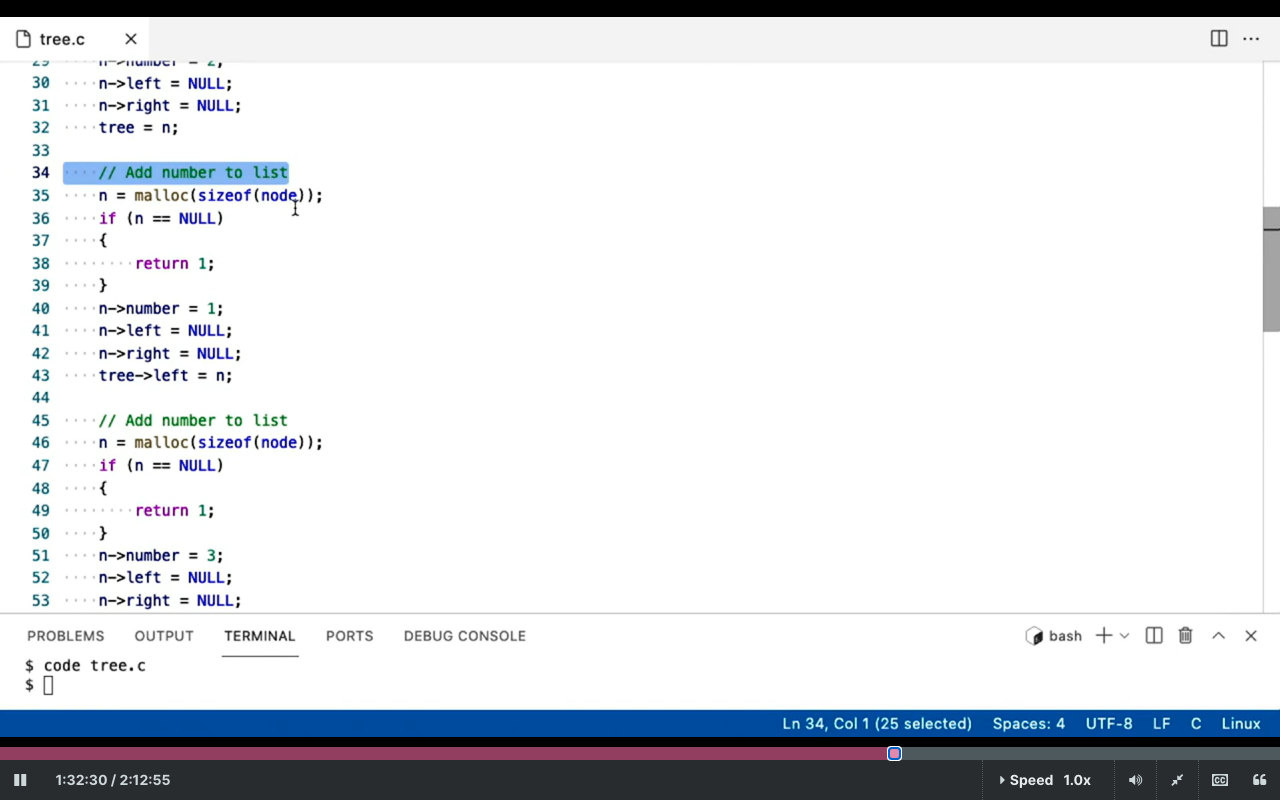 tree.c
29 n->number = 2;
30 ····n->left = NULL;
31 ····n->right = NULL;
32 ····tree = n;
33
34 ····// Add number to list
35 ····n = malloc(sizeof(node));
36 ····if (n == NULL)
37 ····{
38 ········return 1;
39 ····}
40 ····n->number = 1;
41 ····n->left = NULL;
42 ····n->right = NULL;
43 ····tree->left = n;
44
45 ····// Add number to list
46 ····n = malloc(sizeof(node));
47 ····if (n == NULL)
48 ····{
49 ········return 1;
50 ····}
51 ····n->number = 3;
52 ····n->left = NULL;
53 ····n->right = NULL;
PROBLEMS OUTPUT TERMINAL PORTS DEBUG CONSOLE bash
$ code tree.c
$
Ln 34, Col 1 (25 selected) Spaces: 4 UTF-8 LF C Linux
1:32:30 / 2:12:55 Speed 1.0x CC